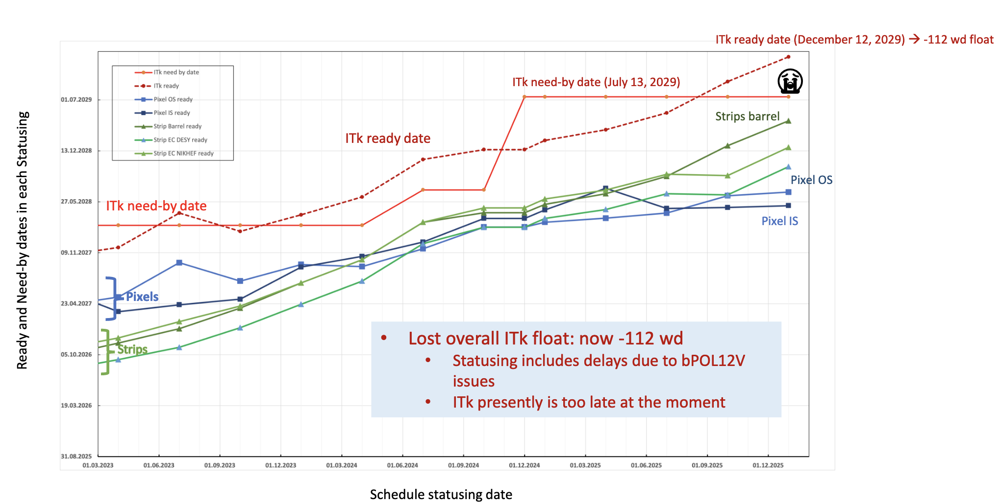 ITk ready date (December 12, 2029) → -112 wd float
ITk need by date
ITk ready
Pixel OS ready
Pixel IS ready
Strip Barrel ready
Strip EC DESY ready
Strip EC NIKHEF ready
ITk need-by date (July 13, 2029)
Strips barrel
ITk ready date
Pixel OS
ITk need-by date
Pixel IS
Pixels
Strips
• Lost overall ITk float: now -112 wd
• Statusing includes delays due to bPOL12V
issues
• ITk presently is too late at the moment
Ready and Need-by dates in each Statusing
01.07.2029
13.12.2028
27.05.2028
09.11.2027
23.04.2027
05.10.2026
19.03.2026
31.08.2025
01.03.2023 01.06.2023 01.09.2023 01.12.2023 01.03.2024 01.06.2024 01.09.2024 01.12.2024 01.03.2025 01.06.2025 01.09.2025 01.12.2025
Schedule statusing date